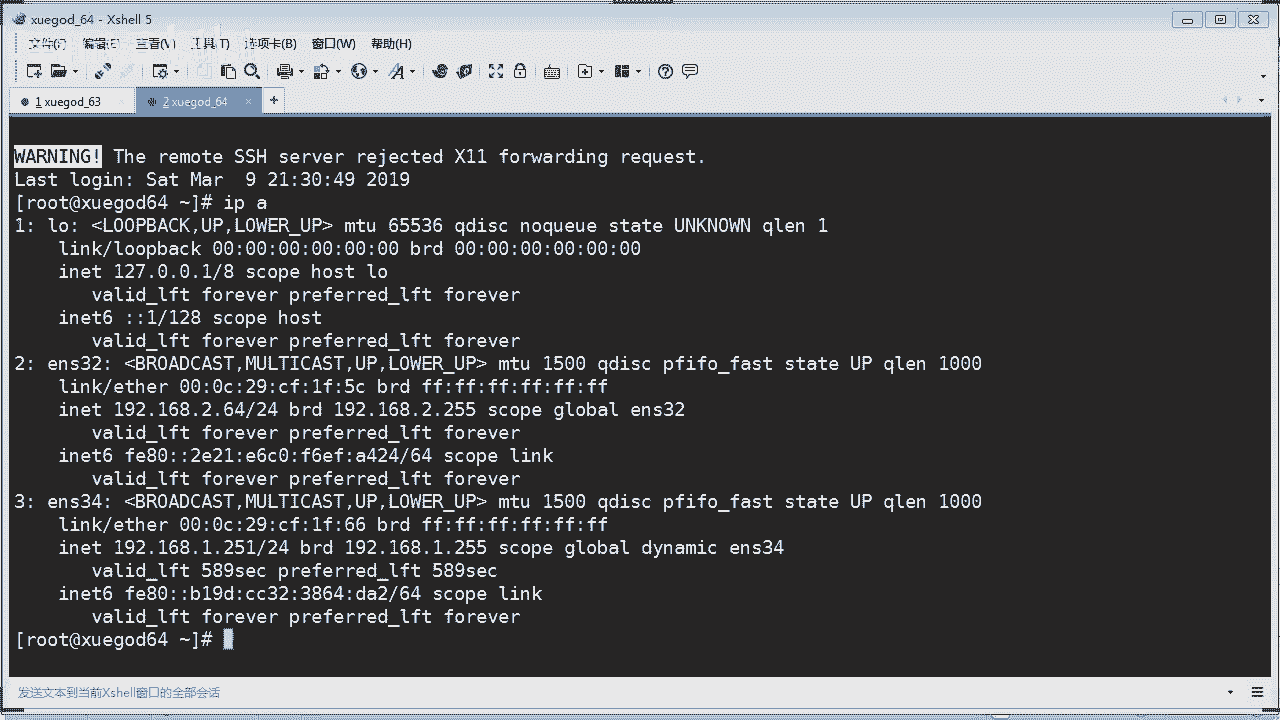 xuegod_64 - Xshell 5
文件(F) 编辑(E) 查看(V) 工具(T) 选项卡(B) 窗口(W) 帮助(H)
1 xuegod_63 × 2 xuegod_64 × +
WARNING! The remote SSH server rejected X11 forwarding request.
Last login: Sat Mar  9 21:30:49 2019
[root@xuegod64 ~]# ip a
1: lo: <LOOPBACK,UP,LOWER_UP> mtu 65536 qdisc noqueue state UNKNOWN qlen 1
    link/loopback 00:00:00:00:00:00 brd 00:00:00:00:00:00
    inet 127.0.0.1/8 scope host lo
       valid_lft forever preferred_lft forever
    inet6 ::1/128 scope host
       valid_lft forever preferred_lft forever
2: ens32: <BROADCAST,MULTICAST,UP,LOWER_UP> mtu 1500 qdisc pfifo_fast state UP qlen 1000
    link/ether 00:0c:29:cf:1f:5c brd ff:ff:ff:ff:ff:ff
    inet 192.168.2.64/24 brd 192.168.2.255 scope global ens32
       valid_lft forever preferred_lft forever
    inet6 fe80::2e21:e6c0:f6ef:a424/64 scope link
       valid_lft forever preferred_lft forever
3: ens34: <BROADCAST,MULTICAST,UP,LOWER_UP> mtu 1500 qdisc pfifo_fast state UP qlen 1000
    link/ether 00:0c:29:cf:1f:66 brd ff:ff:ff:ff:ff:ff
    inet 192.168.1.251/24 brd 192.168.1.255 scope global dynamic ens34
       valid_lft 589sec preferred_lft 589sec
    inet6 fe80::b19d:cc32:3864:da2/64 scope link
       valid_lft forever preferred_lft forever
[root@xuegod64 ~]#
发送文本到当前Xshell窗口的全部会话